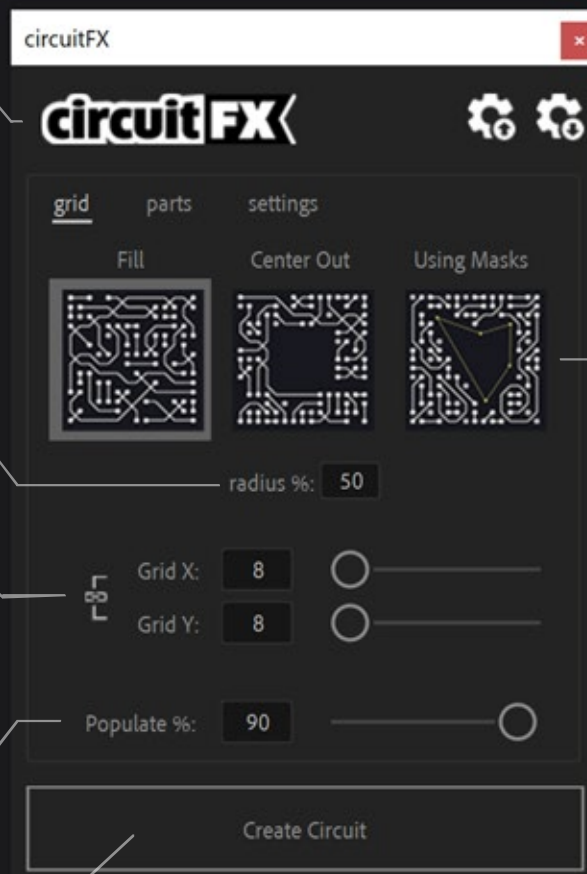 circuitFX
circuit FX
grid parts settings
Fill Center Out Using Masks
radius %: 50
Grid X: 8
Grid Y: 8
Populate %: 90
Create Circuit